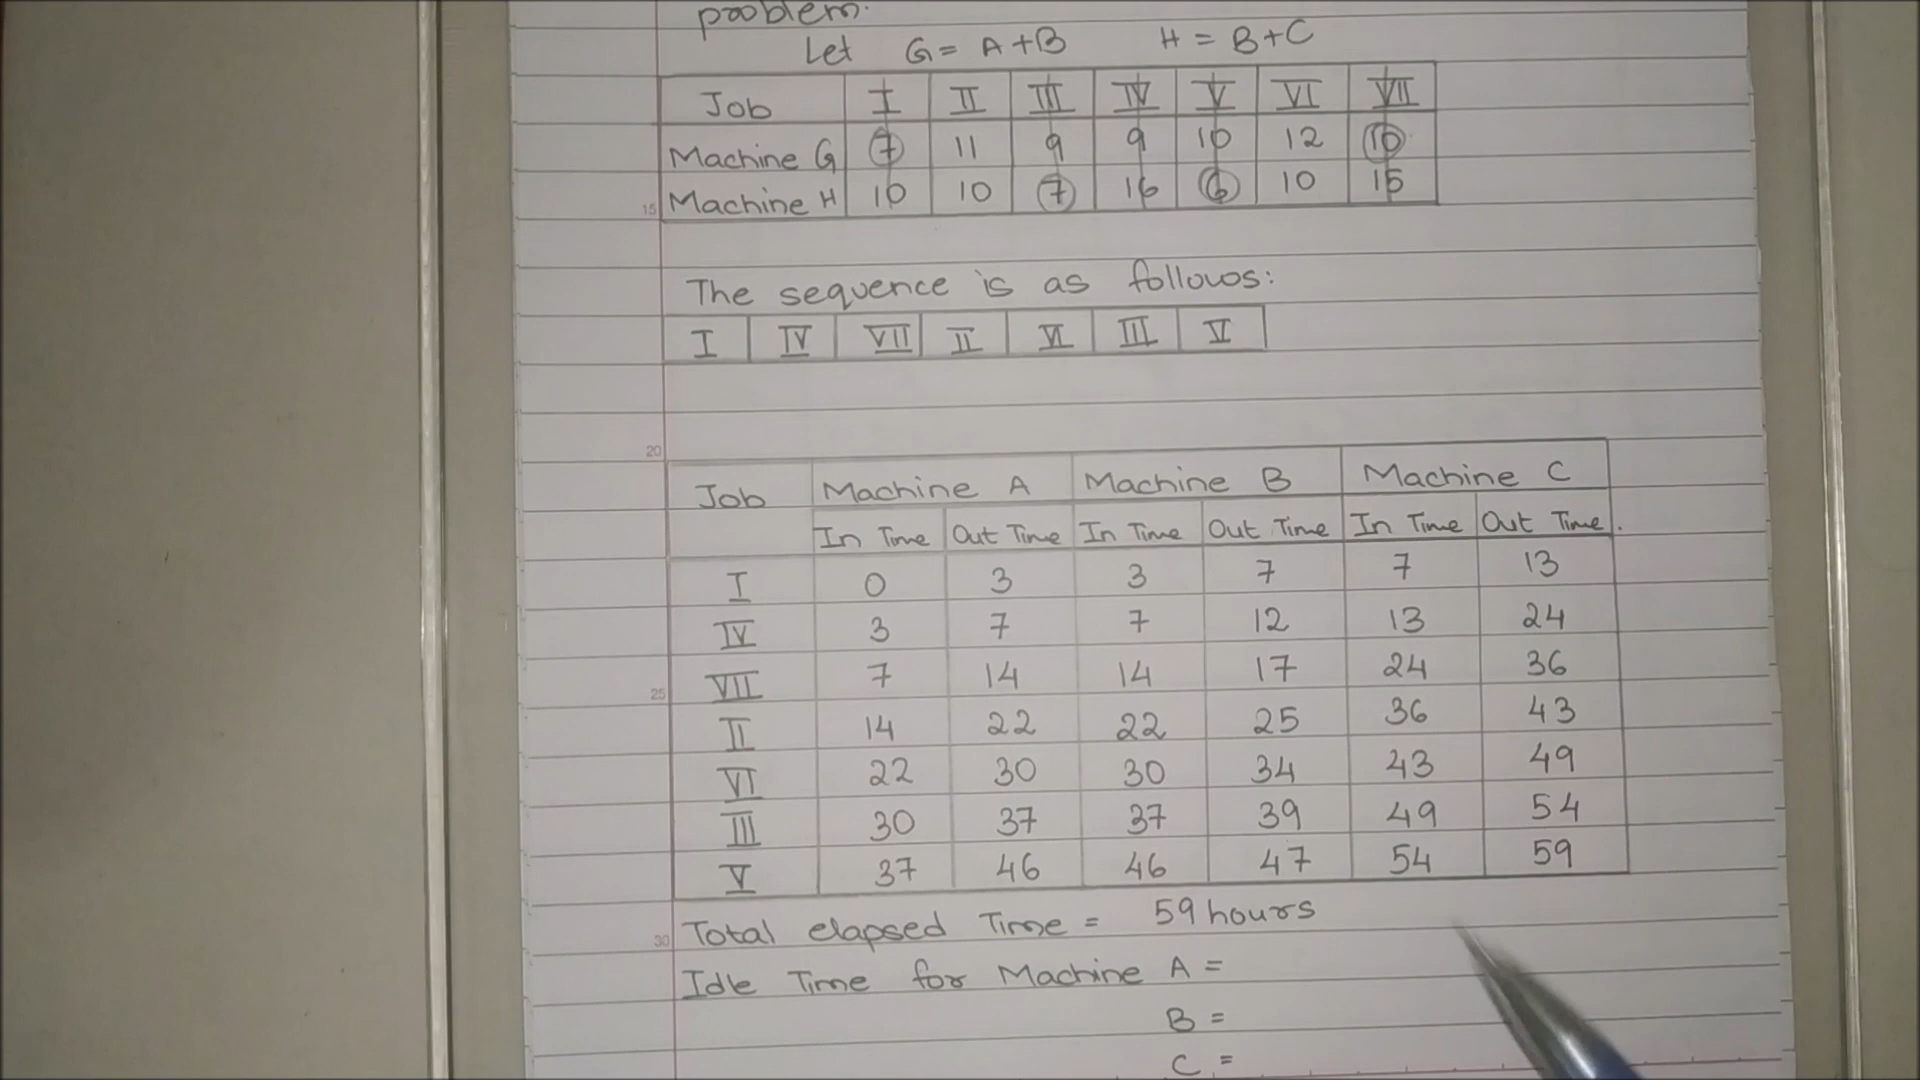 problem.
Let G = A+B H = B+C
Job I II III IV V VI VII
Machine G 7 11 9 9 10 12 10
15 Machine H 10 10 7 16 6 10 15
The sequence is as follows:
I IV VII II VI III V
20
Job Machine A Machine B Machine C
In Time Out Time In Time Out Time In Time Out Time.
I 0 3 3 7 7 13
IV 3 7 7 12 13 24
25 VII 7 14 14 17 24 36
II 14 22 22 25 36 43
VI 22 30 30 34 43 49
III 30 37 37 39 49 54
V 37 46 46 47 54 59
30 Total elapsed Time = 59 hours
Idle Time for Machine A =
B =
C =